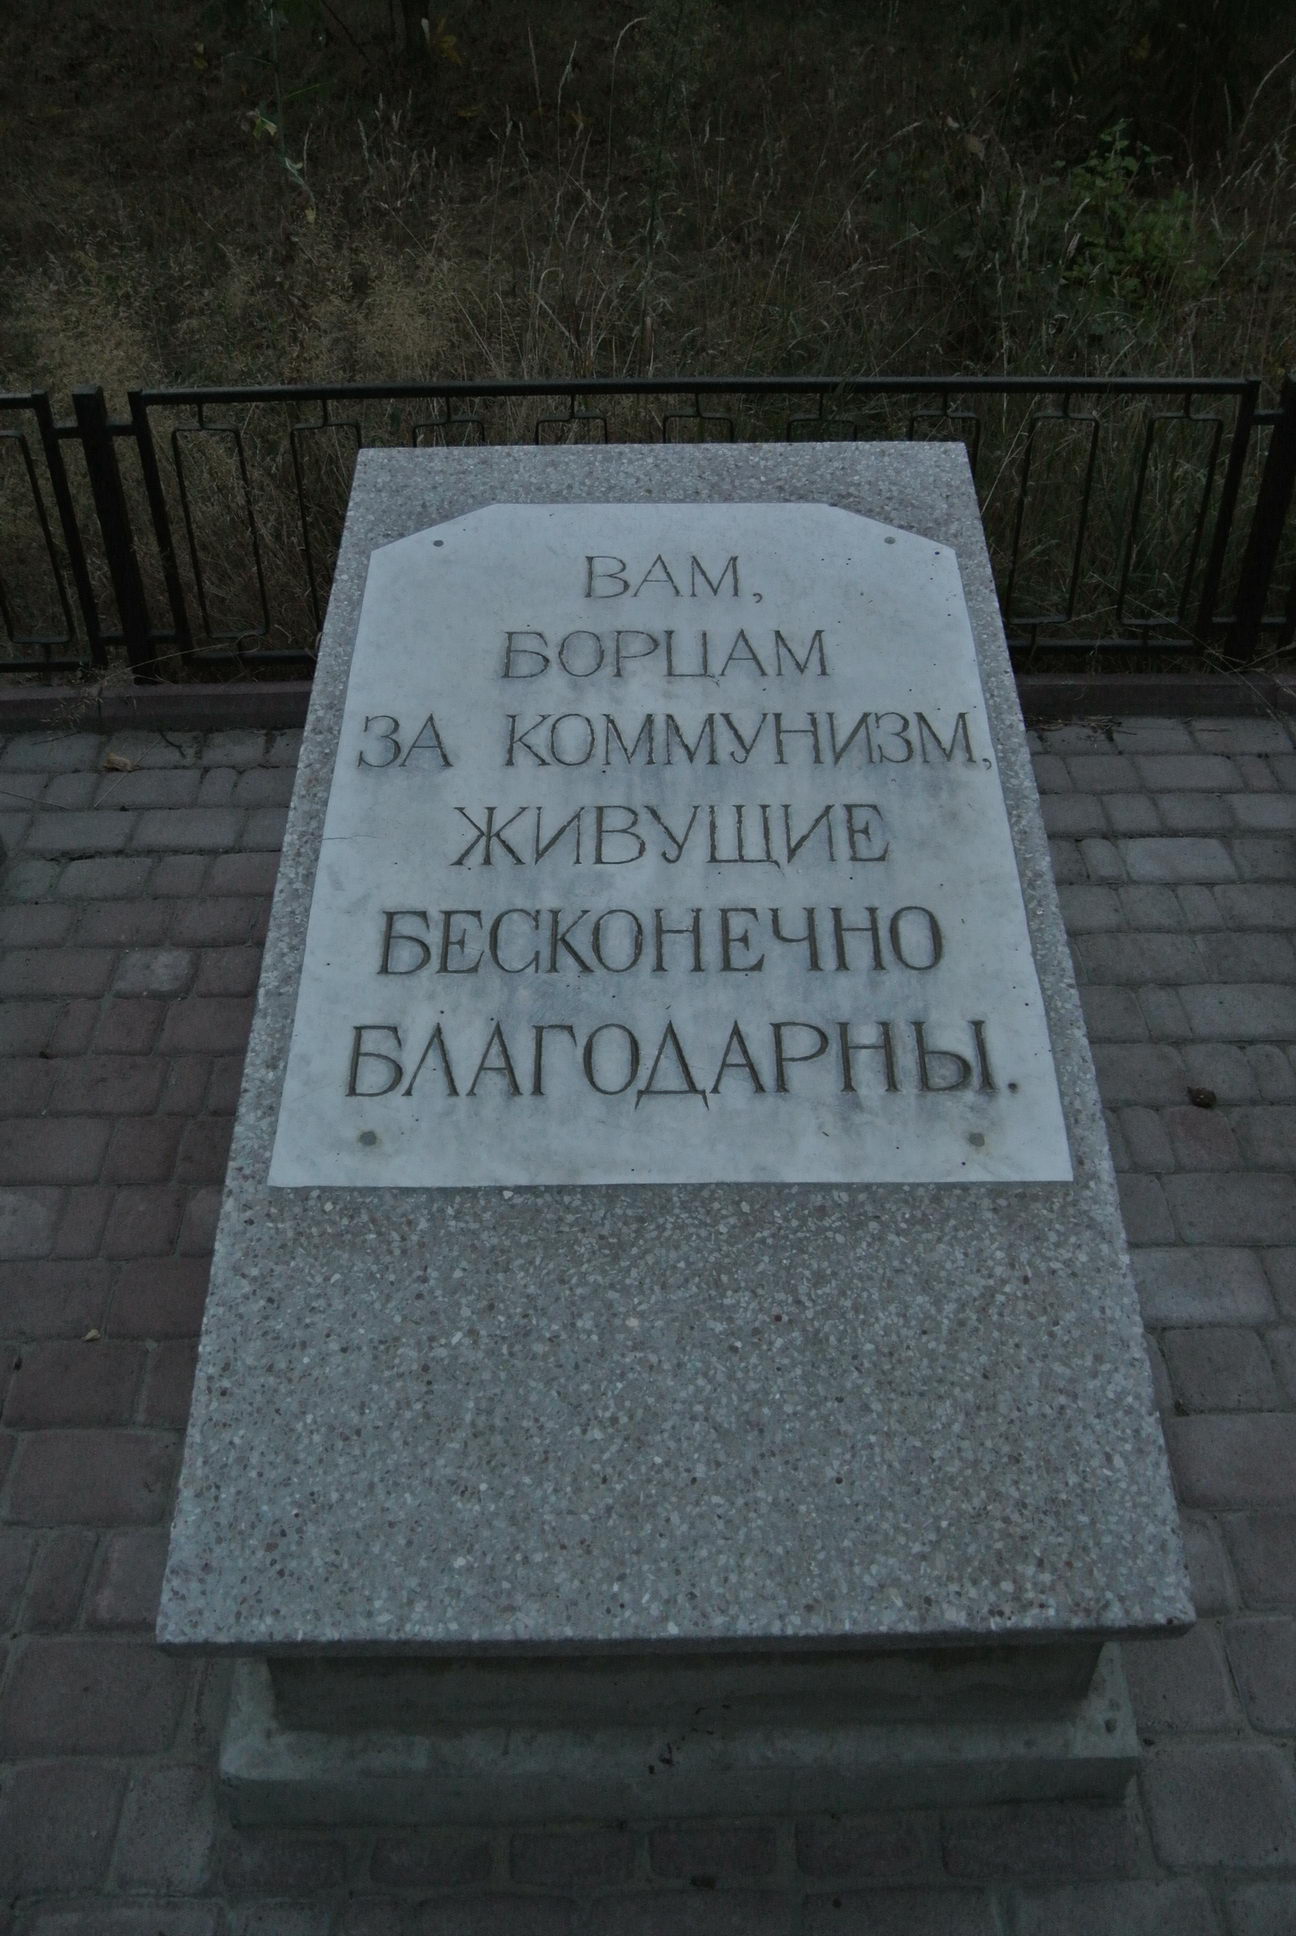 ВАМ,
БОРЦАМ
ЗА КОММУНИЗМ,
ЖИВУЩИЕ
БЕСКОНЕЧНО
БЛАГОДАРНЫ.